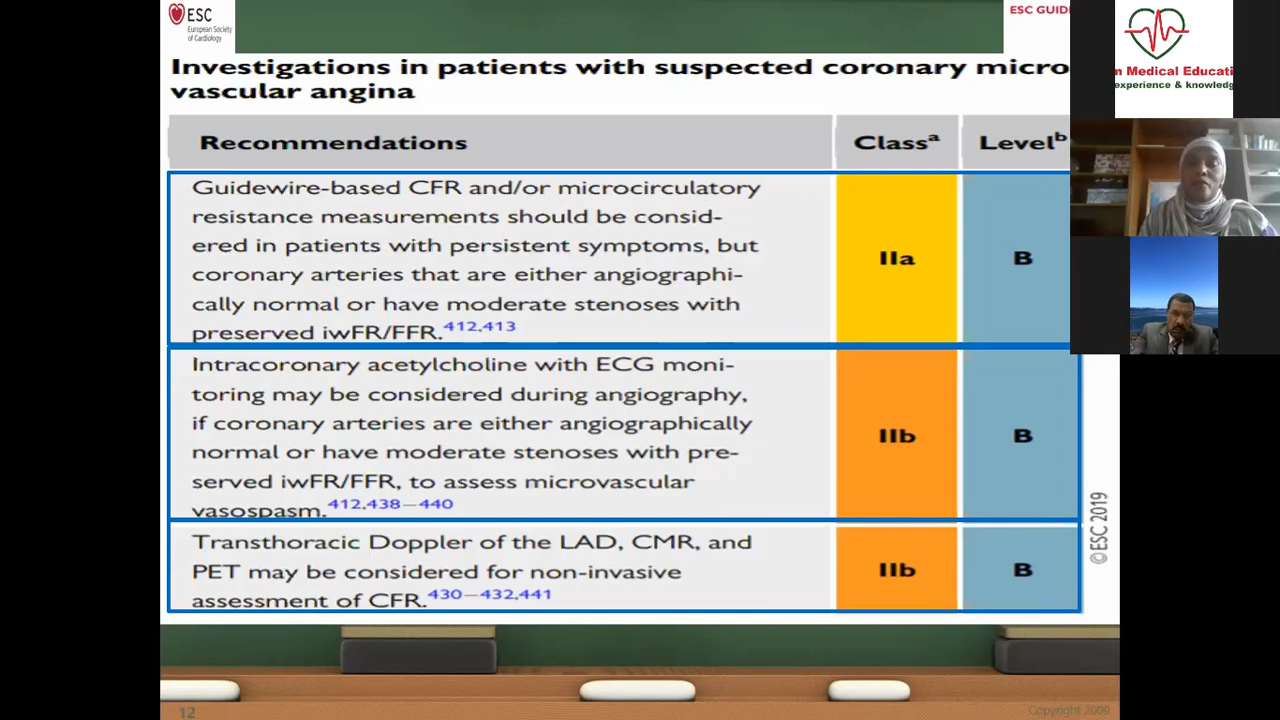 ESC
European Society
of Cardiology
ESC GUID
Investigations in patients with suspected coronary micro
vascular angina
Recommendations
Classᵃ
Levelᵇ
Guidewire-based CFR and/or microcirculatory
resistance measurements should be consid-
ered in patients with persistent symptoms, but
coronary arteries that are either angiographi-
cally normal or have moderate stenoses with
preserved iwFR/FFR.412,413
IIa
B
Intracoronary acetylcholine with ECG moni-
toring may be considered during angiography,
if coronary arteries are either angiographically
normal or have moderate stenoses with pre-
served iwFR/FFR, to assess microvascular
vasospasm.412,438–440
IIb
B
Transthoracic Doppler of the LAD, CMR, and
PET may be considered for non-invasive
assessment of CFR.430–432,441
IIb
B
©ESC 2019
12
Copyright 2009
n Medical Educati
experience & knowledg